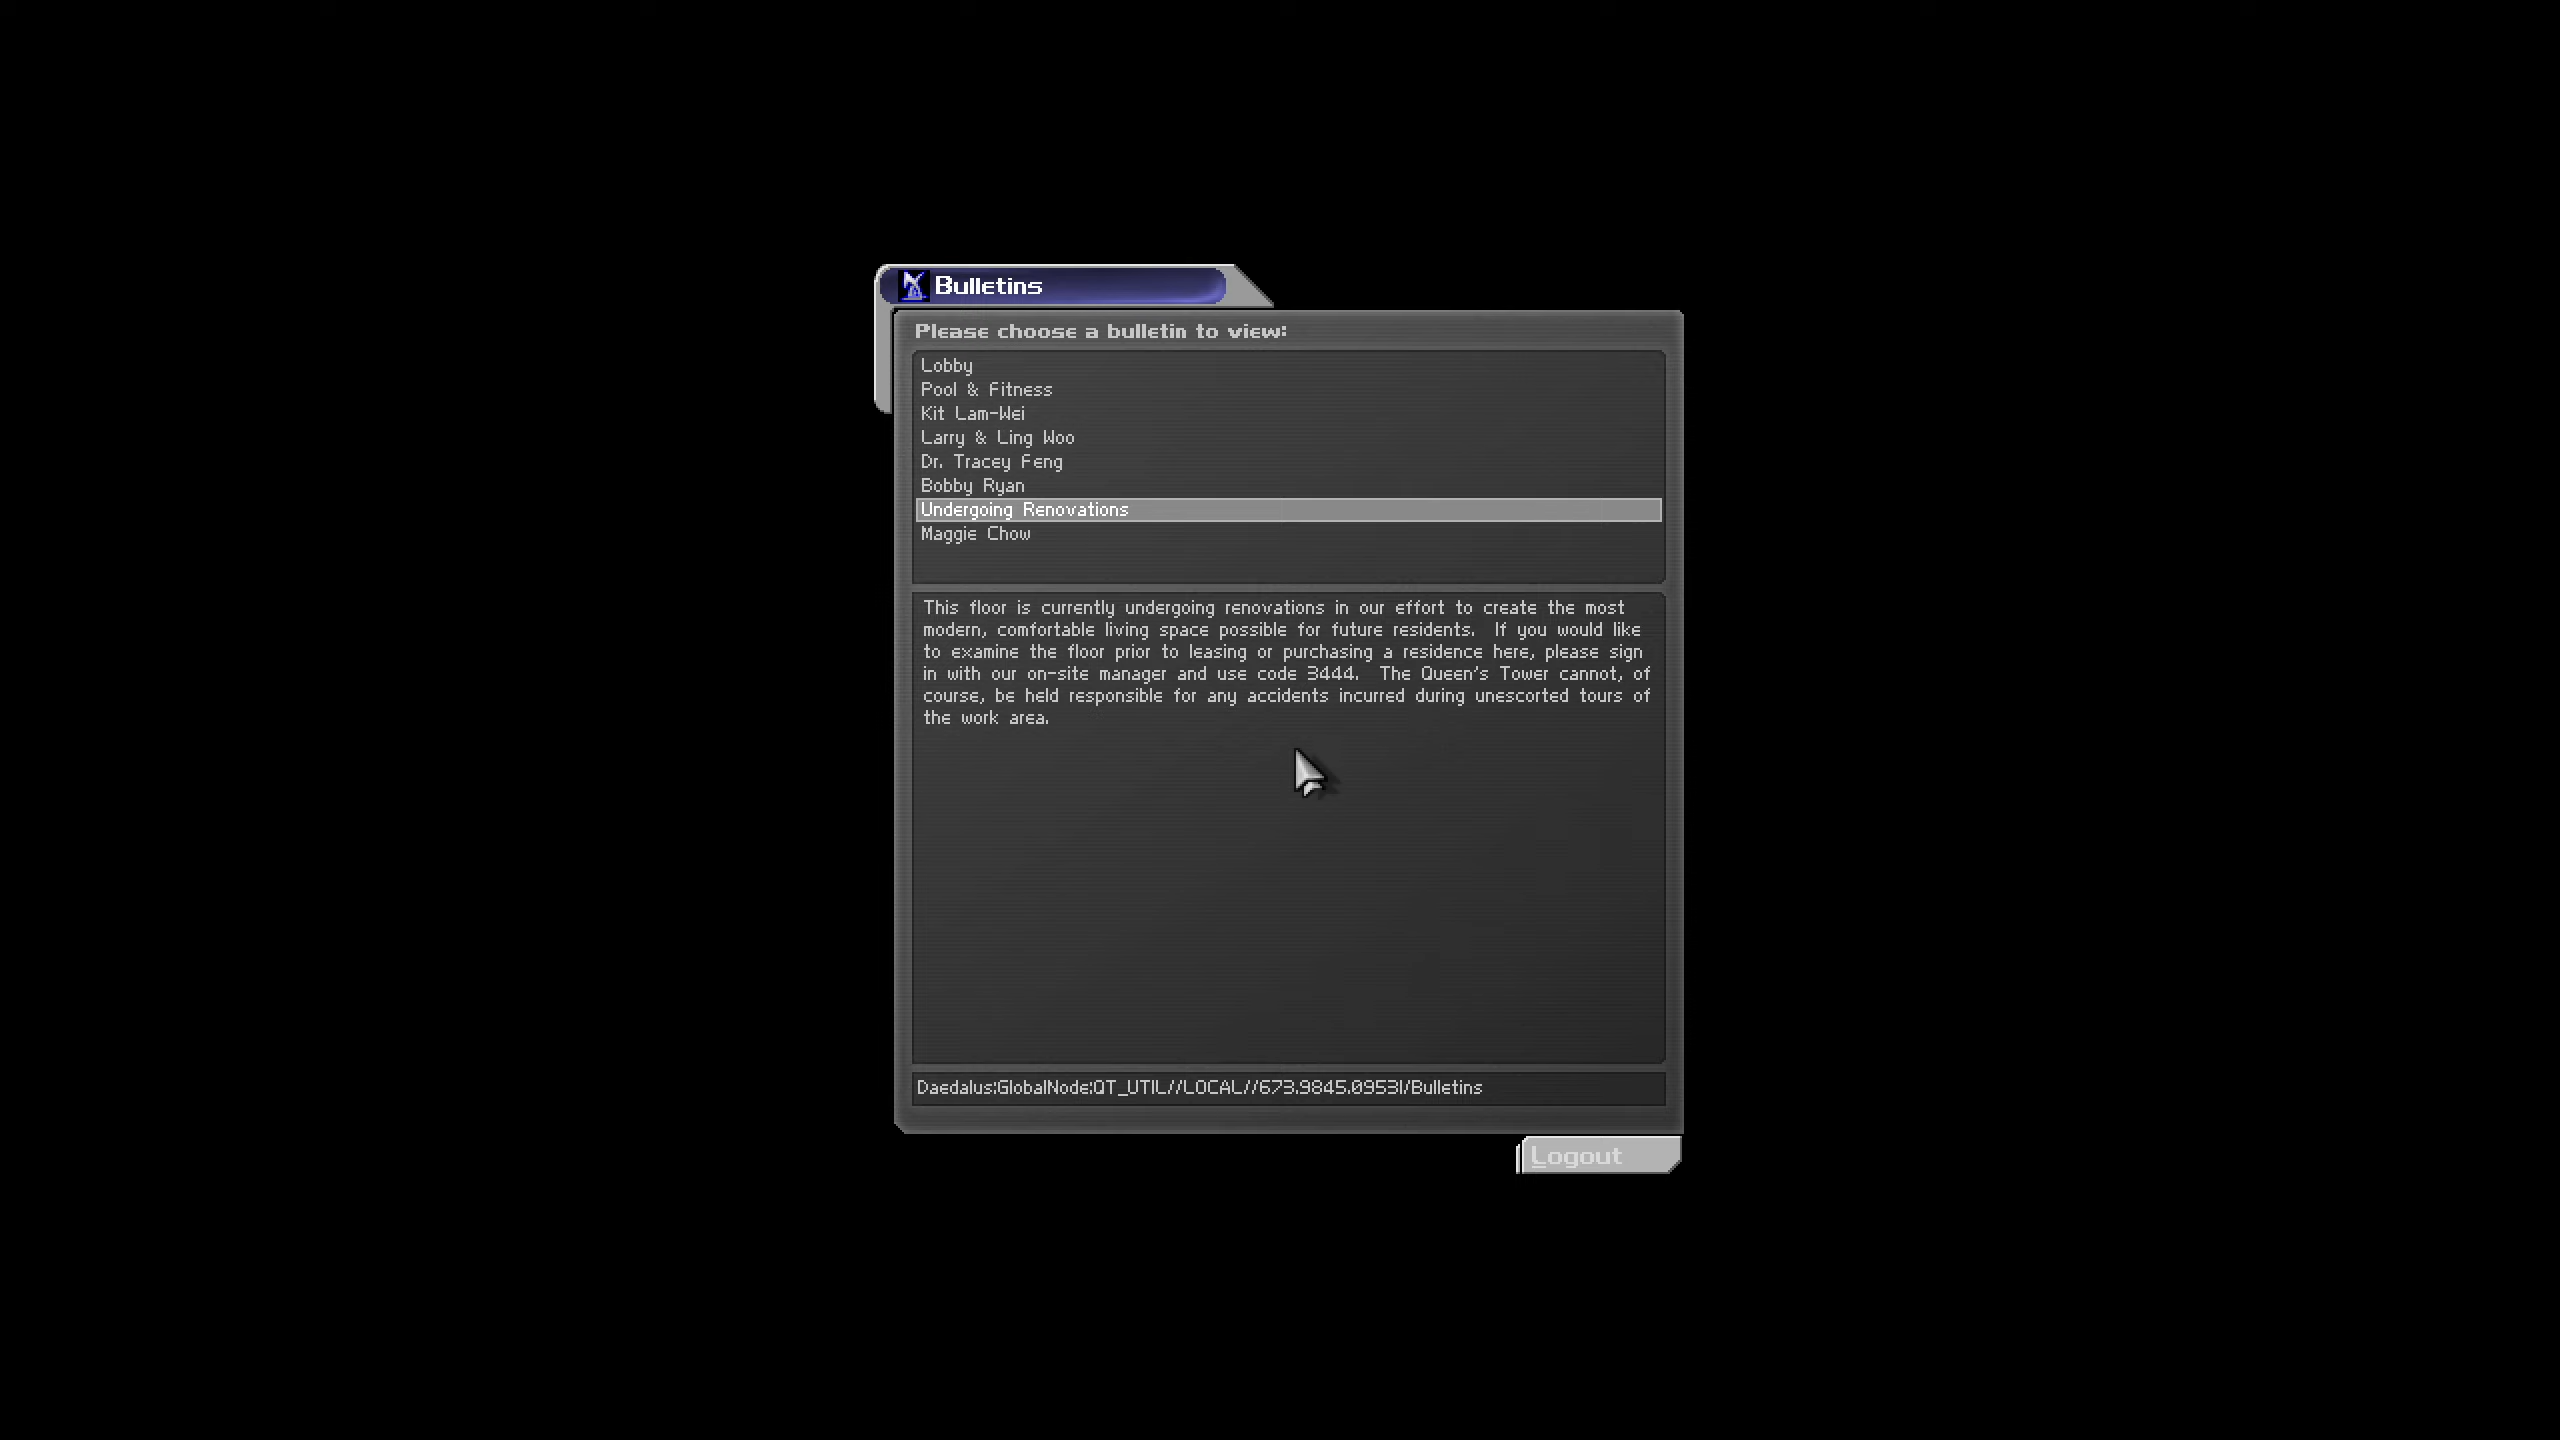 Bulletins
Please choose a bulletin to view:
Lobby
Pool & Fitness
Kit Lam-Wei
Larry & Ling Woo
Dr. Tracey Feng
Bobby Ryan
Undergoing Renovations
Maggie Chow
This floor is currently undergoing renovations in our effort to create the most
modern, comfortable living space possible for future residents.  If you would like
to examine the floor prior to leasing or purchasing a residence here, please sign
in with our on-site manager and use code 3444.  The Queen's Tower cannot, of
course, be held responsible for any accidents incurred during unescorted tours of
the work area.
Daedalus:GlobalNode:QT_UTIL//LOCAL//673.9845.09531/Bulletins
Logout